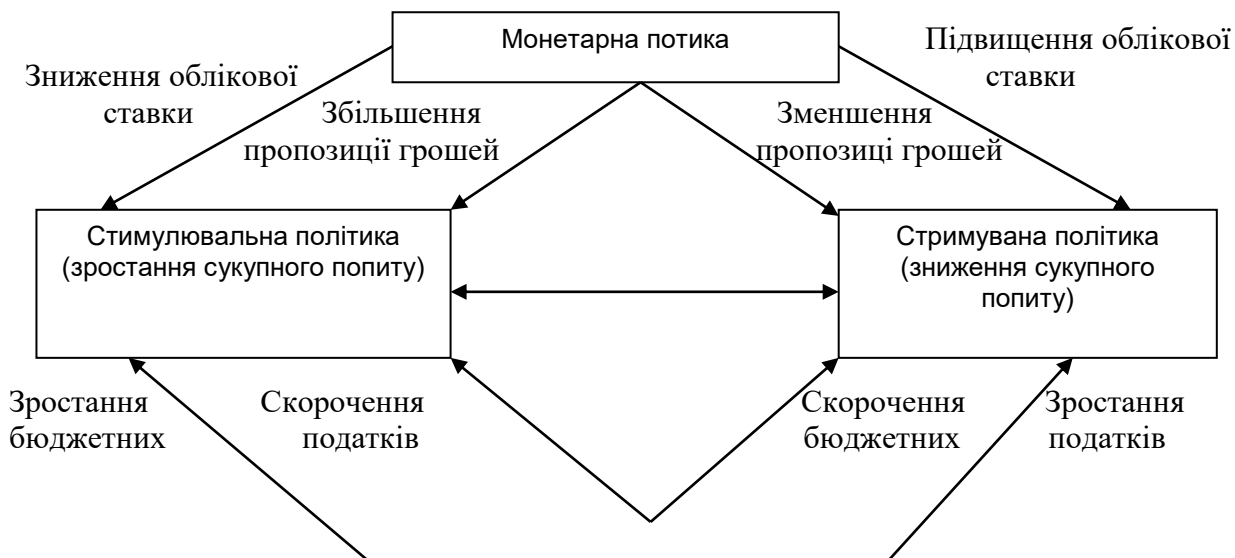 Монетарна потика
Підвищення облікової
ставки
Зниження облікової
ставки
Збільшення
пропозиції грошей
Зменшення
пропозиці грошей
Стимулювальна політика
(зростання сукупного попиту)
Стримувана політика
(зниження сукупного
попиту)
Зростання
бюджетних
Скорочення
податків
Скорочення
бюджетних
Зростання
податків